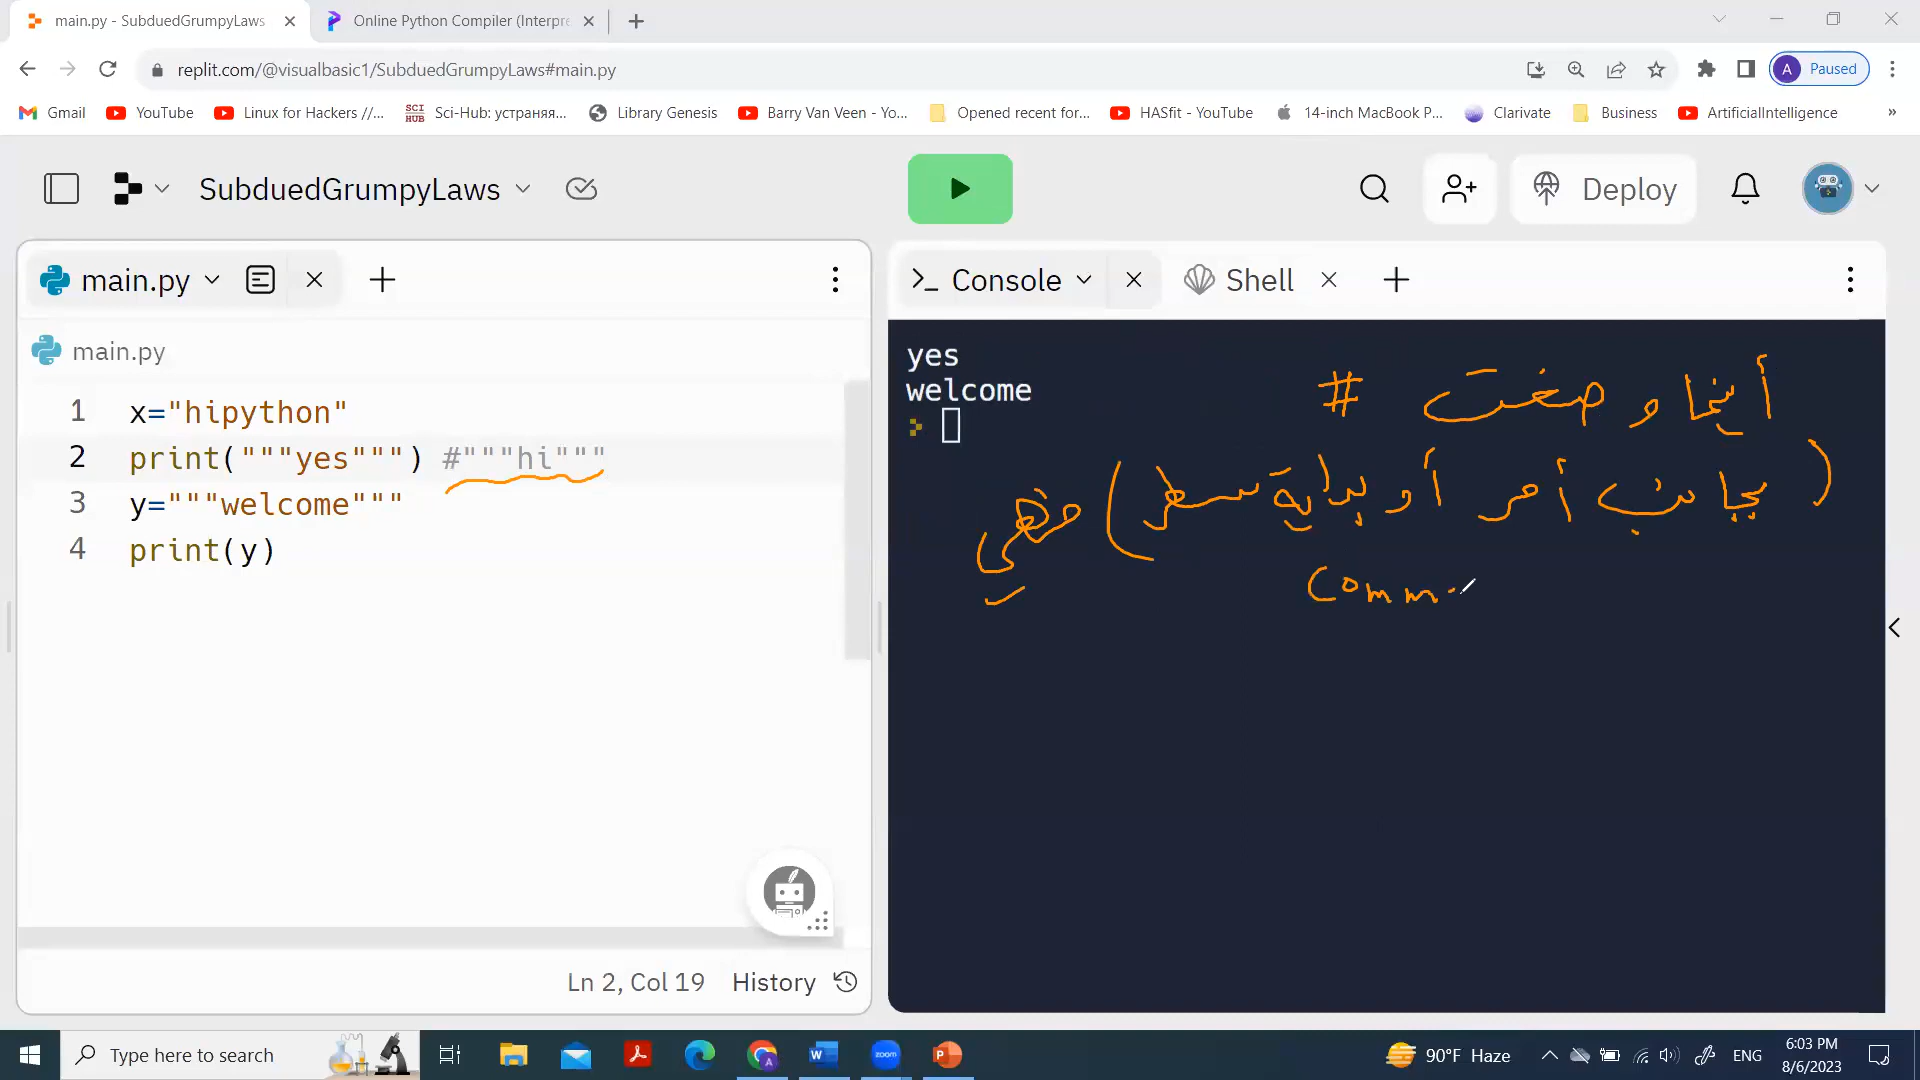 main.py - SubduedGrumpyLaws
Online Python Compiler (Interpre
replit.com/@visualbasic1/SubduedGrumpyLaws#main.py
A Paused
Gmail YouTube Linux for Hackers //... SCI HUB Sci-Hub: устраняя... Library Genesis Barry Van Veen - Yo... Opened recent for... HASfit - YouTube 14-inch MacBook P... Clarivate Business ArtificialIntelligence »
SubduedGrumpyLaws
Deploy
main.py
Console
Shell
main.py
1 x="hipython"
2 print("""yes""") #"""hi"""
3 y="""welcome"""
4 print(y)
Ln 2, Col 19 History
yes
welcome
أينما وضعت #
(بجانب أمر أو بداية سطر) فهي
Comm
Type here to search
90°F Haze
ENG
6:03 PM
8/6/2023